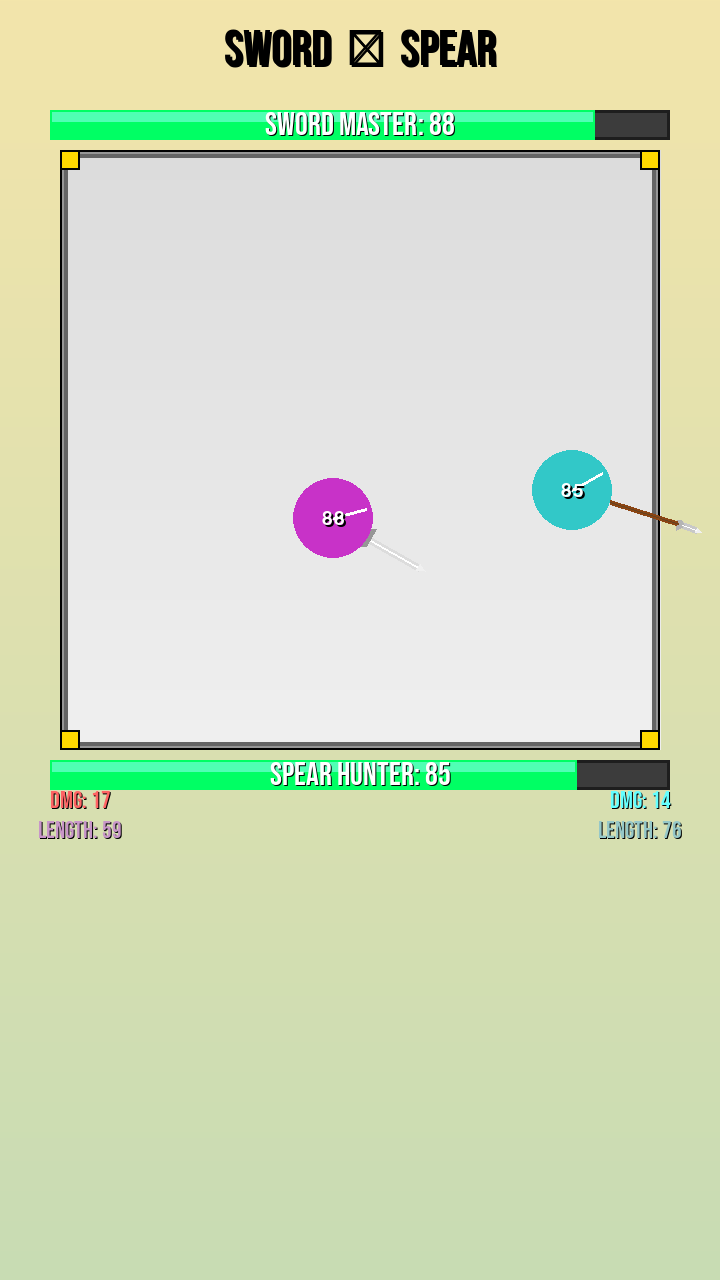 SWORD ☒ SPEAR
SWORD MASTER: 88
85
88
SPEAR HUNTER: 85
DMG: 17
DMG: 14
LENGTH: 59
LENGTH: 76